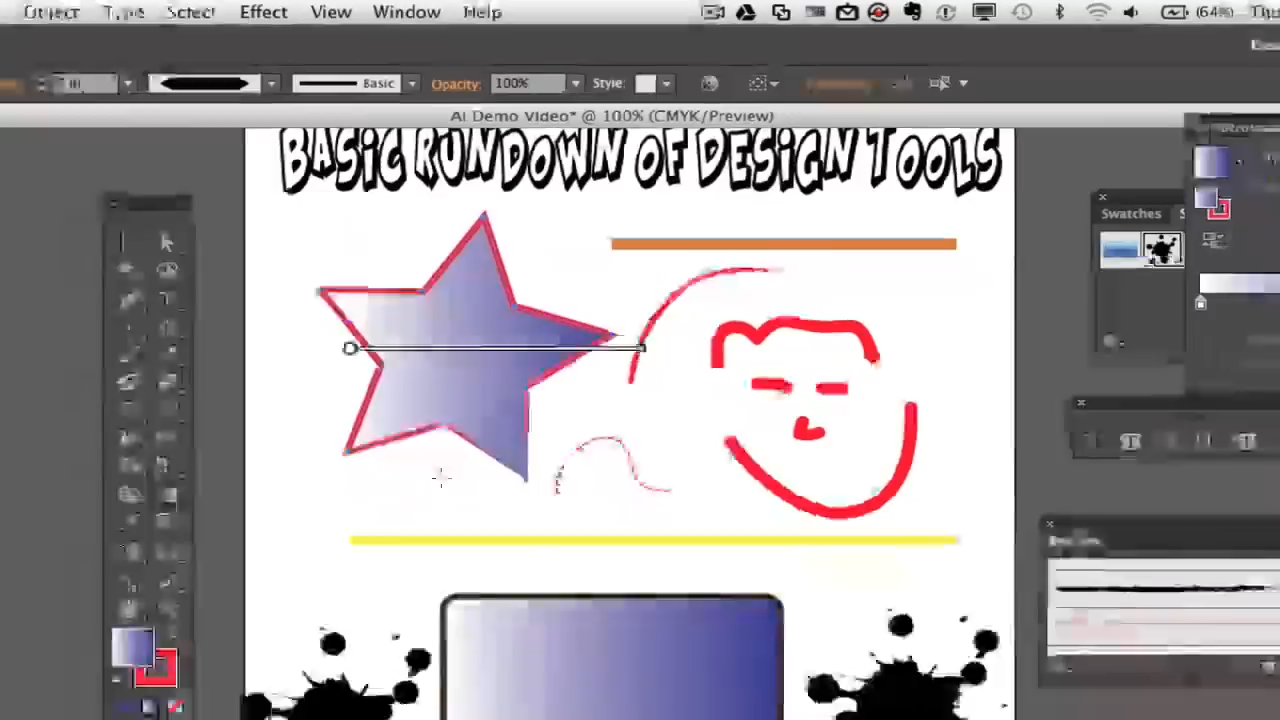 Object Type Select Effect View Window Help (64%)
Basic Opacity: 100% Style:
AI Demo Video* @ 100% (CMYK/Preview)
BASIC RUNDOWN OF DESIGN TOOLS
Swatches